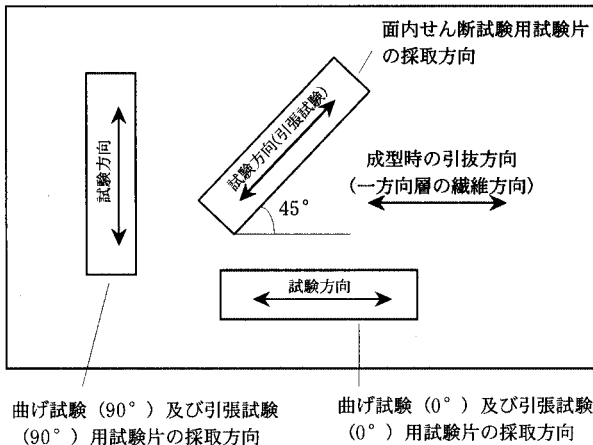 面内せん断試験用試験片
の採取方向
試験方向
試験方向(引張試験)
成型時の引抜方向
(一方向層の繊維方向)
45°
試験方向
曲げ試験（90°）及び引張試験
（90°）用試験片の採取方向
曲げ試験（0°）及び引張試験
（0°）用試験片の採取方向